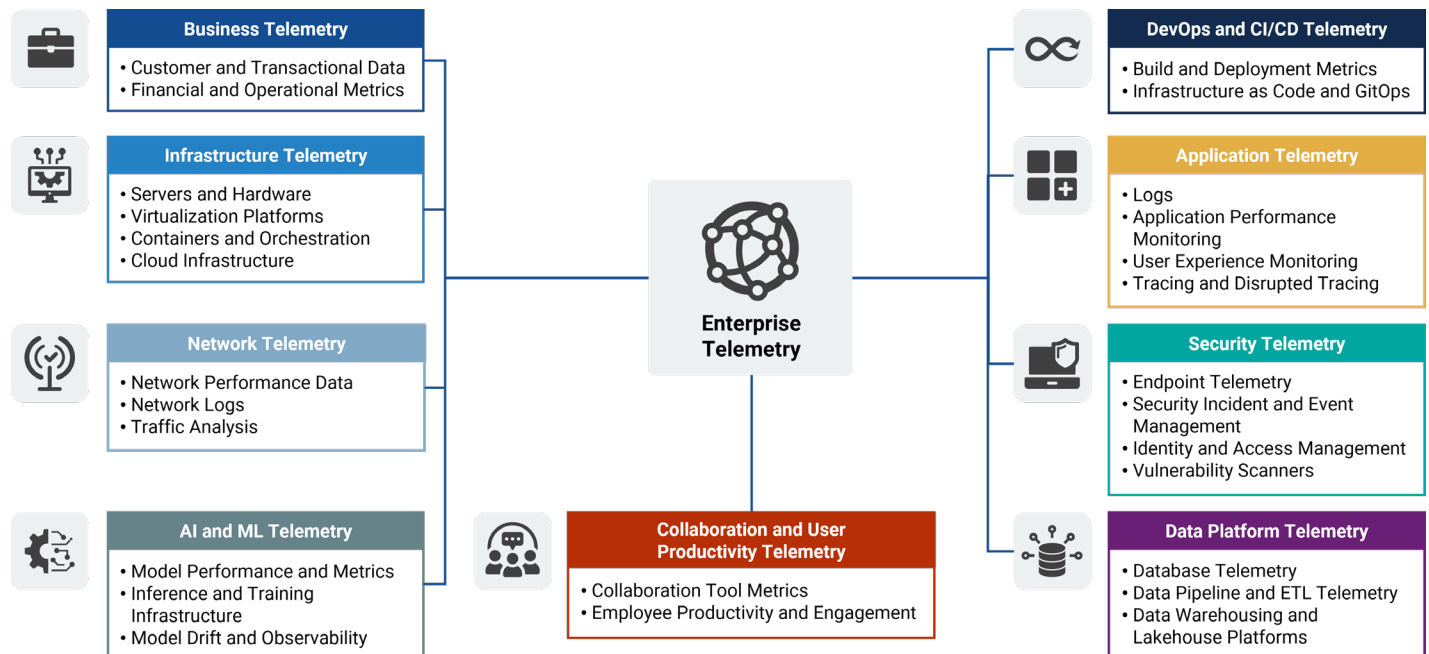 Business Telemetry
• Customer and Transactional Data
• Financial and Operational Metrics
Infrastructure Telemetry
• Servers and Hardware
• Virtualization Platforms
• Containers and Orchestration
• Cloud Infrastructure
Network Telemetry
• Network Performance Data
• Network Logs
• Traffic Analysis
AI and ML Telemetry
• Model Performance and Metrics
• Inference and Training
Infrastructure
• Model Drift and Observability
Enterprise
Telemetry
Collaboration and User
Productivity Telemetry
• Collaboration Tool Metrics
• Employee Productivity and Engagement
DevOps and CI/CD Telemetry
• Build and Deployment Metrics
• Infrastructure as Code and GitOps
Application Telemetry
• Logs
• Application Performance
Monitoring
• User Experience Monitoring
• Tracing and Disrupted Tracing
Security Telemetry
• Endpoint Telemetry
• Security Incident and Event
Management
• Identity and Access Management
• Vulnerability Scanners
Data Platform Telemetry
• Database Telemetry
• Data Pipeline and ETL Telemetry
• Data Warehousing and
Lakehouse Platforms